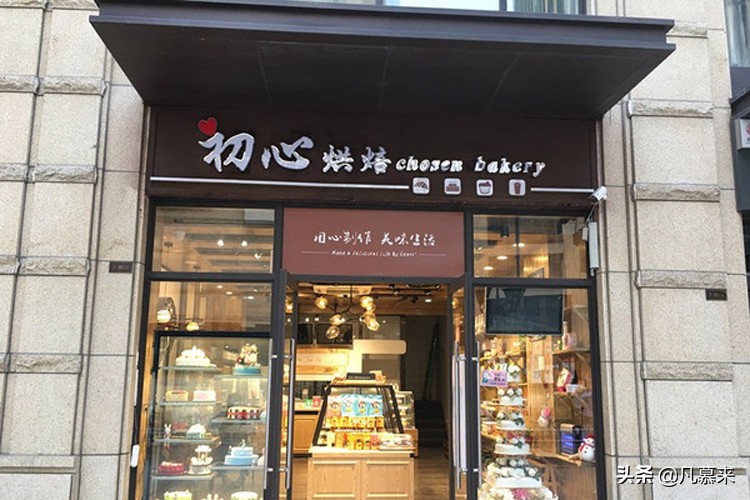 初心烘焙 chosen bakery
用心制作 美味生活
头条 @凡慕来